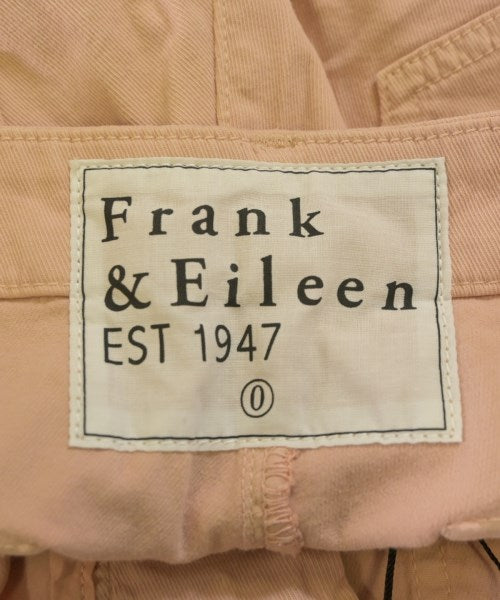 Frank
& Eileen
EST 1947
0